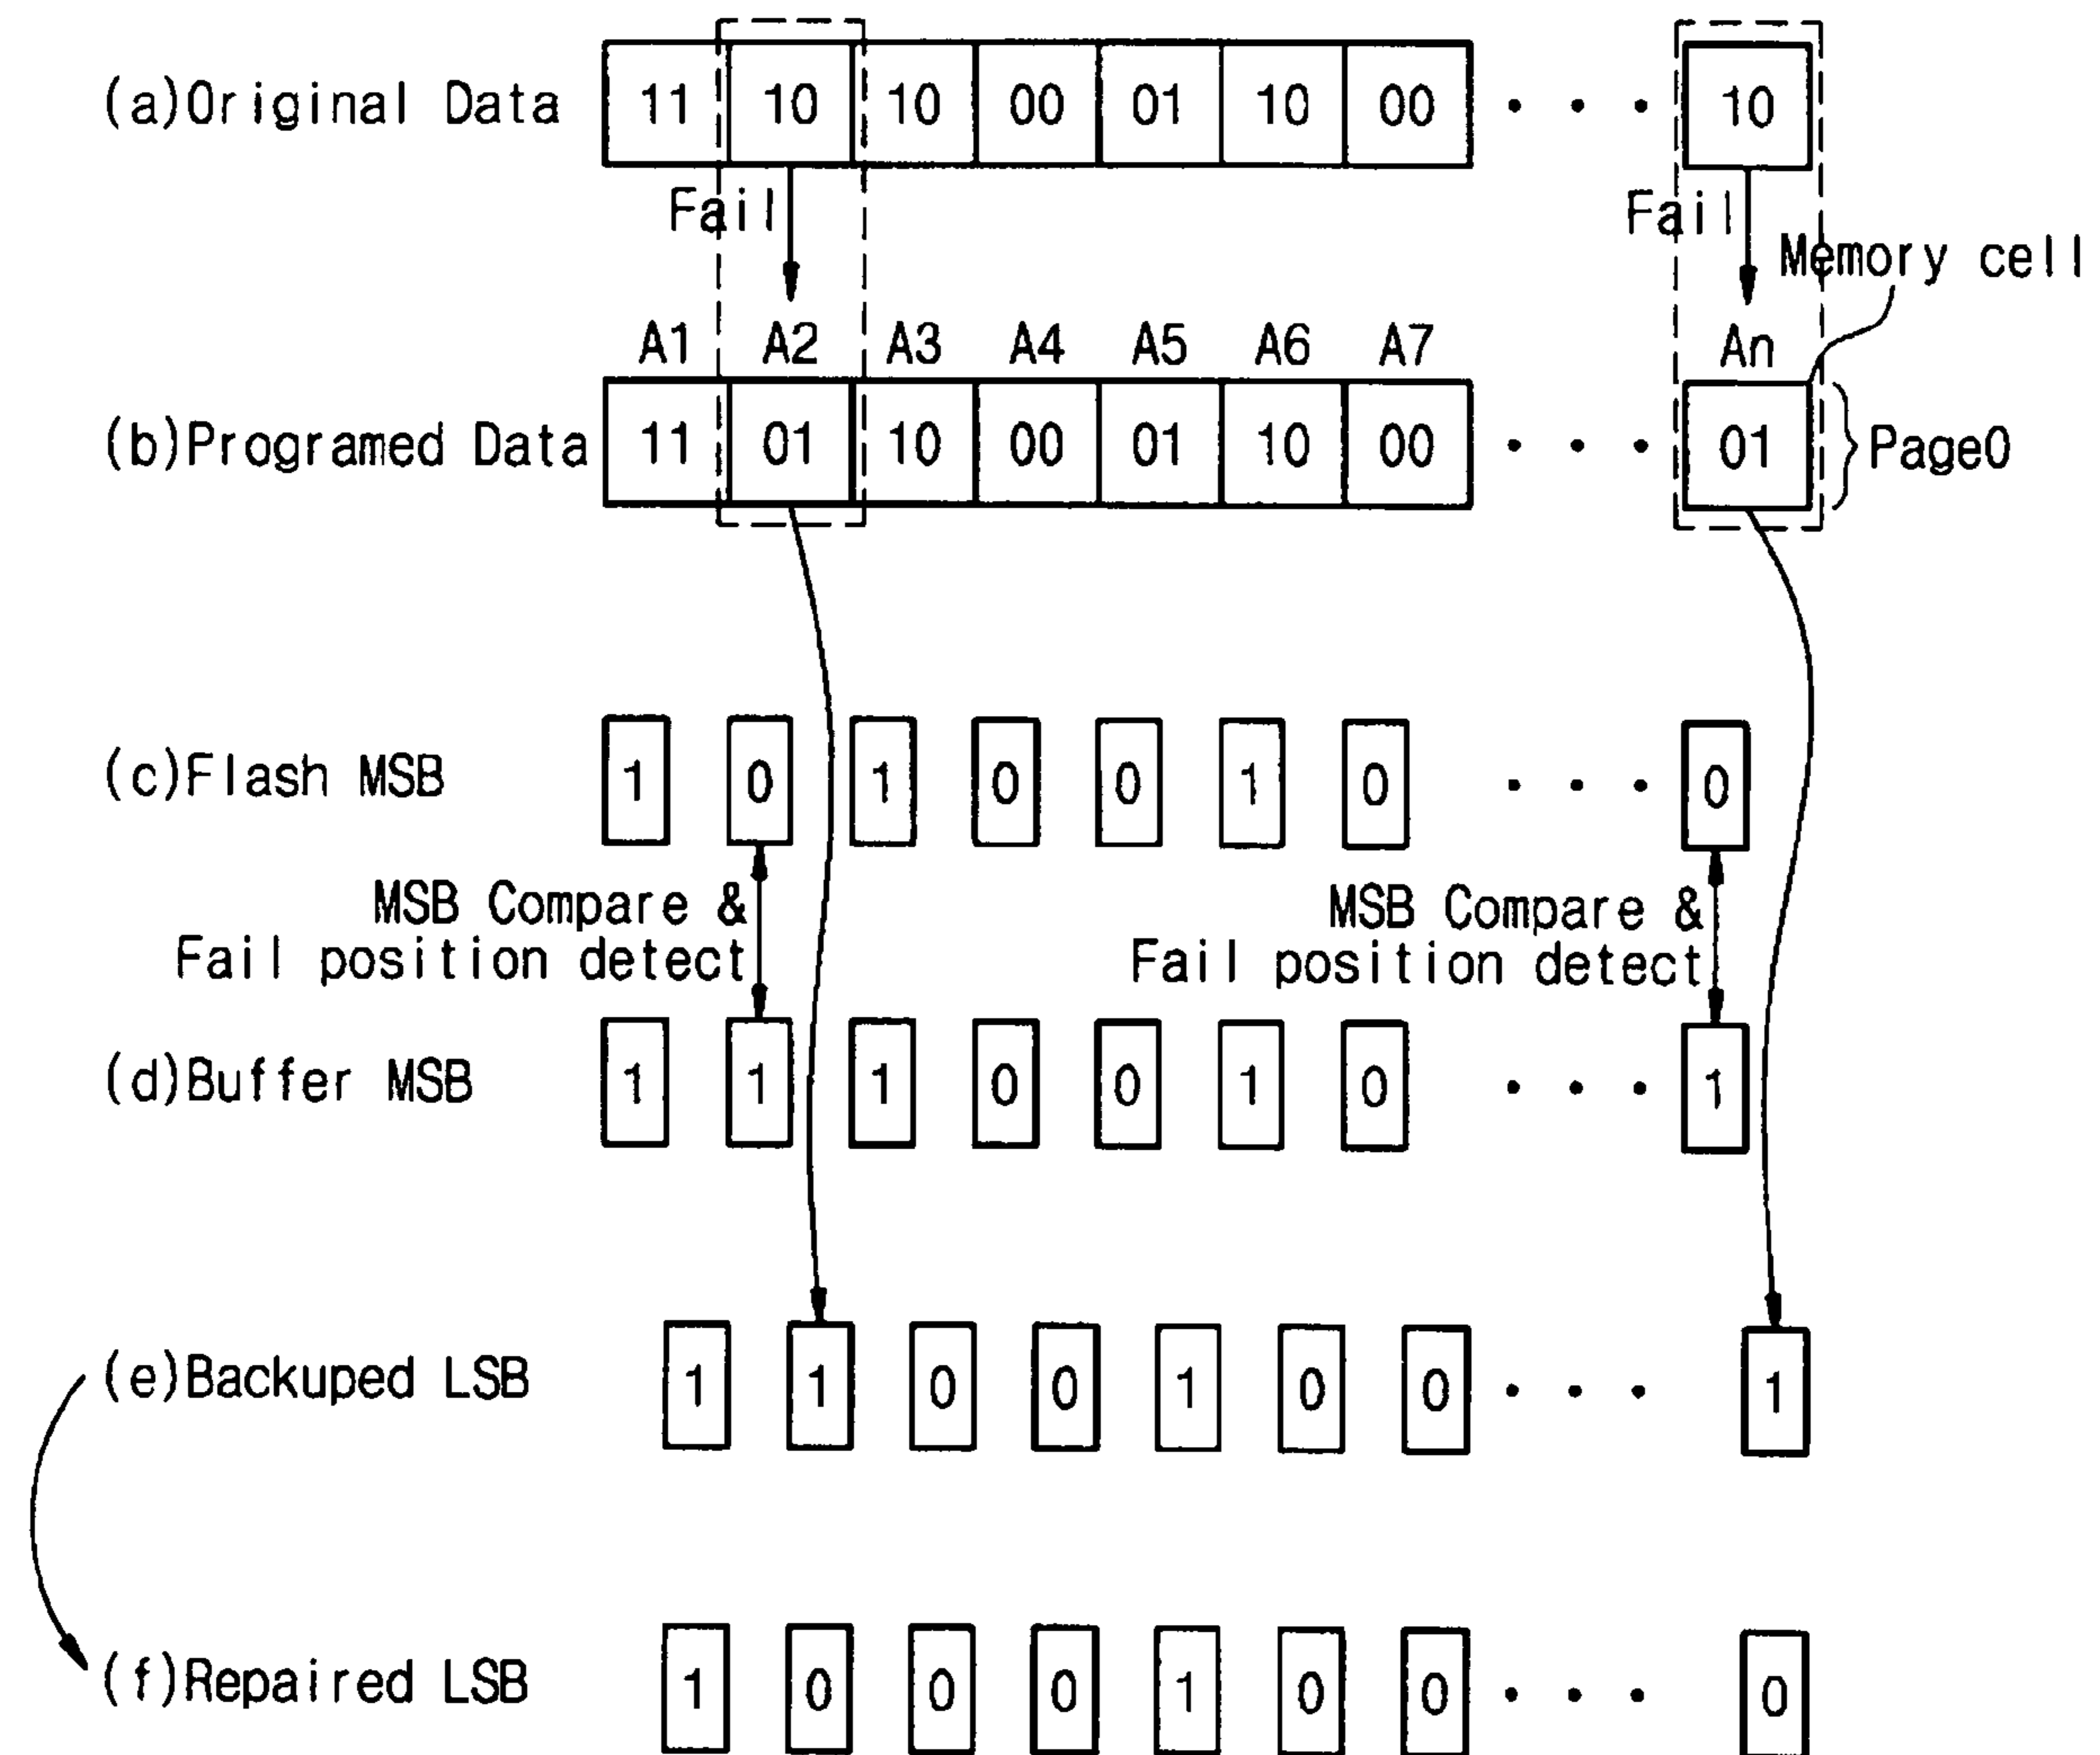 (a)Original Data 11 10 10 00 01 10 00 · · · 10
Fail Fail
Memory cell
A1 A2 A3 A4 A5 A6 A7 An
(b)Programed Data 11 01 10 00 01 10 00 · · · 01 Page0
(c)Flash MSB 1 0 1 0 0 1 0 · · · 0
MSB Compare & MSB Compare &
Fail position detect Fail position detect
(d)Buffer MSB 1 1 1 0 0 1 0 · · · 1
(e)Backuped LSB 1 1 0 0 1 0 0 · · · 1
(f)Repaired LSB 1 0 0 0 1 0 0 · · · 0